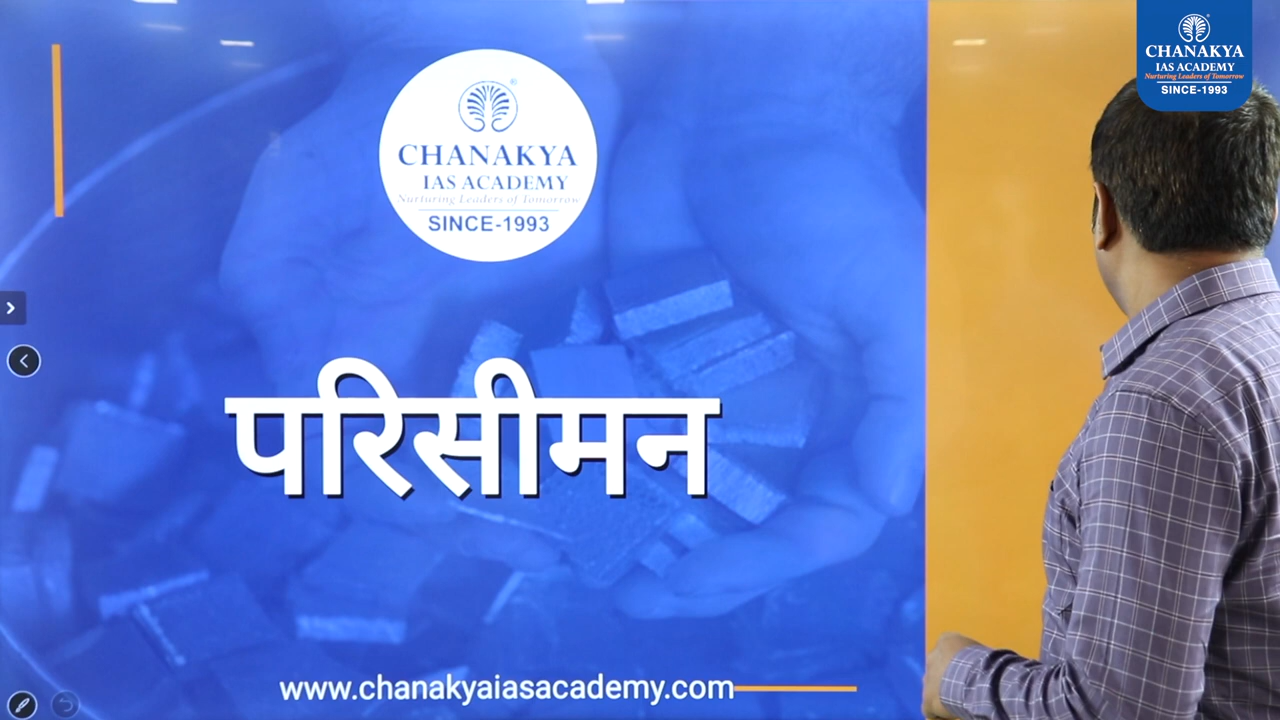 CHANAKYA
IAS ACADEMY
Nurturing Leaders of Tomorrow
SINCE-1993
परिसीमन
www.chanakyaiasacademy.com
CHANAKYA
IAS ACADEMY
Nurturing Leaders of Tomorrow
SINCE-1993